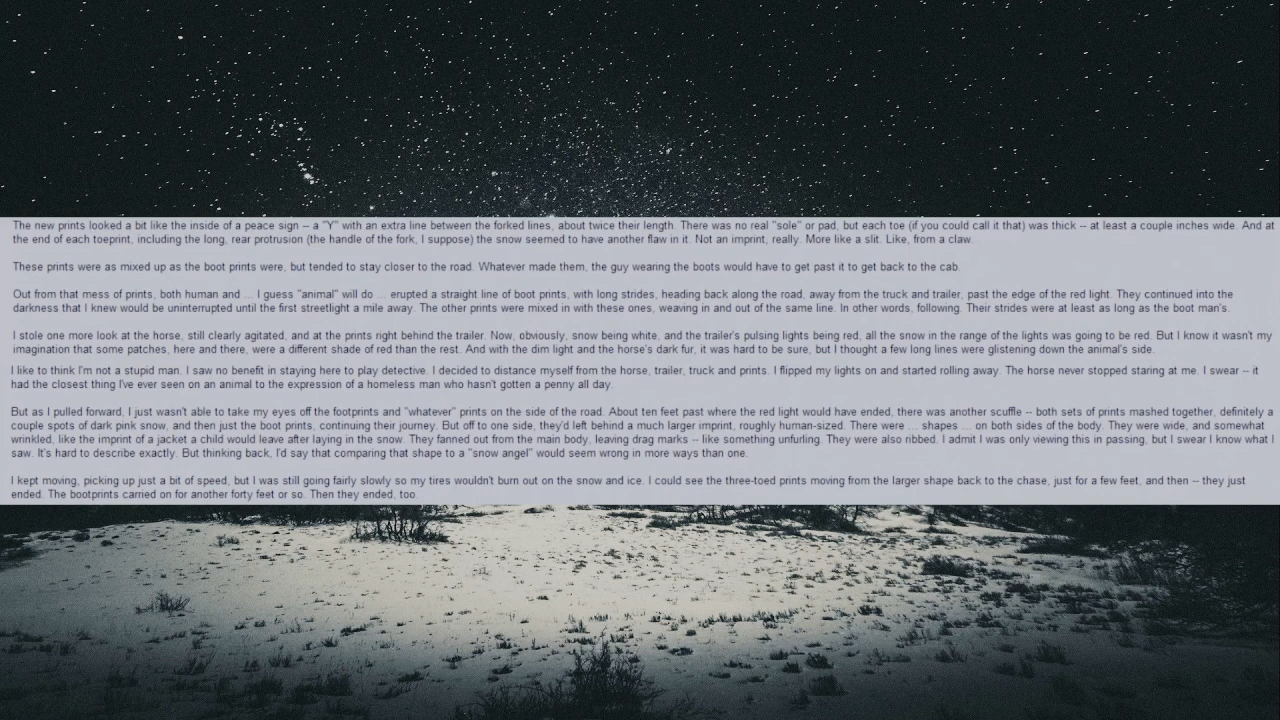 The new prints looked a bit like the inside of a peace sign -- a "Y" with an extra line between the forked lines, about twice their length. There was no real "sole" or pad, but each toe (if you could call it that) was thick -- at least a couple inches wide. And at
the end of each toeprint, including the long, rear protrusion (the handle of the fork, I suppose) the snow seemed to have another flaw in it. Not an imprint, really. More like a slit. Like, from a claw.
These prints were as mixed up as the boot prints were, but tended to stay closer to the road. Whatever made them, the guy wearing the boots would have to get past it to get back to the cab.
Out from that mess of prints, both human and ... I guess "animal" will do ... erupted a straight line of boot prints, with long strides, heading back along the road, away from the truck and trailer, past the edge of the red light. They continued into the
darkness that I knew would be uninterrupted until the first streetlight a mile away. The other prints were mixed in with these ones, weaving in and out of the same line. In other words, following. Their strides were at least as long as the boot man's.
I stole one more look at the horse, still clearly agitated, and at the prints right behind the trailer. Now, obviously, snow being white, and the trailer's pulsing lights being red, all the snow in the range of the lights was going to be red. But I know it wasn't my
imagination that some patches, here and there, were a different shade of red than the rest. And with the dim light and the horse's dark fur, it was hard to be sure, but I thought a few long lines were glistening down the animal's side.
I like to think I'm not a stupid man. I saw no benefit in staying here to play detective. I decided to distance myself from the horse, trailer, truck and prints. I flipped my lights on and started rolling away. The horse never stopped staring at me. I swear -- it
had the closest thing I've ever seen on an animal to the expression of a homeless man who hasn't gotten a penny all day.
But as I pulled forward, I just wasn't able to take my eyes off the footprints and "whatever" prints on the side of the road. About ten feet past where the red light would have ended, there was another scuffle -- both sets of prints mashed together, definitely a
couple spots of dark pink snow, and then just the boot prints, continuing their journey. But off to one side, they'd left behind a much larger imprint, roughly human-sized. There were ... shapes ... on both sides of the body. They were wide, and somewhat
wrinkled, like the imprint of a jacket a child would leave after laying in the snow. They fanned out from the main body, leaving drag marks -- like something unfurling. They were also ribbed. I admit I was only viewing this in passing, but I swear I know what I
saw. It's hard to describe exactly. But thinking back, I'd say that comparing that shape to a "snow angel" would seem wrong in more ways than one.
I kept moving, picking up just a bit of speed, but I was still going fairly slowly so my tires wouldn't burn out on the snow and ice. I could see the three-toed prints moving from the larger shape back to the chase, just for a few feet, and then -- they just
ended. The bootprints carried on for another forty feet or so. Then they ended, too.